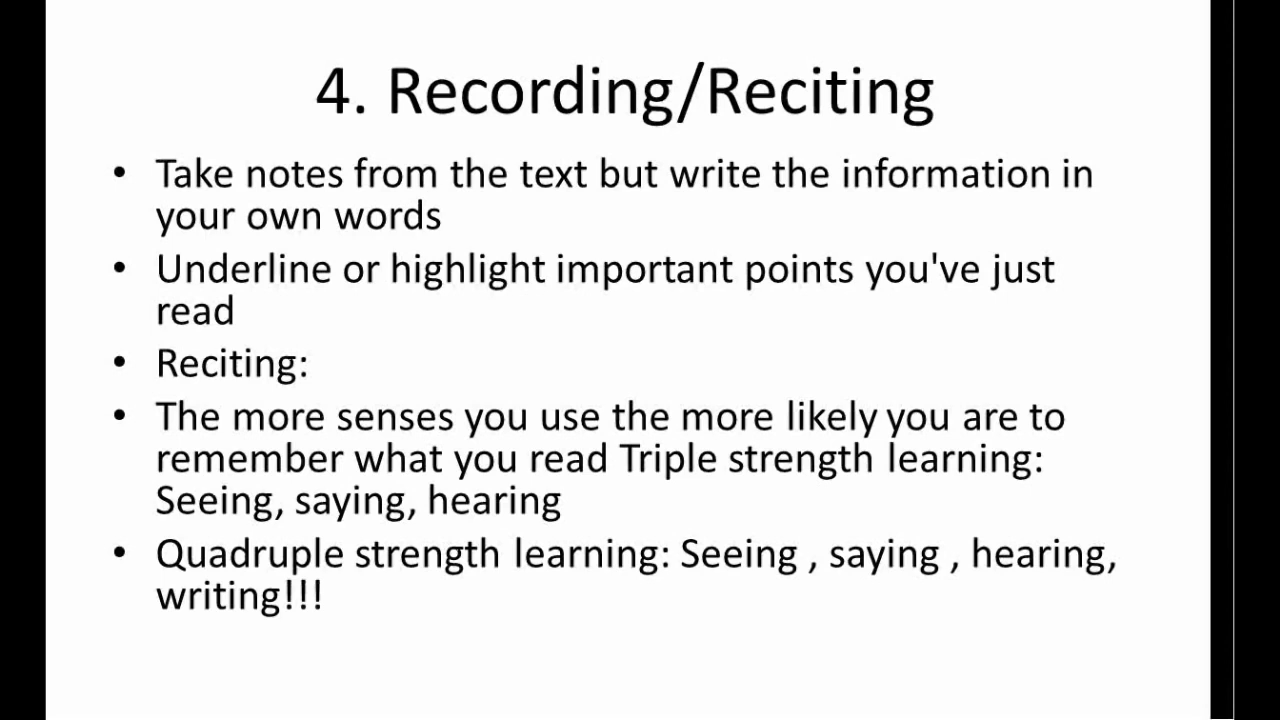 4. Recording/Reciting
• Take notes from the text but write the information in
your own words
• Underline or highlight important points you've just
read
• Reciting:
• The more senses you use the more likely you are to
remember what you read Triple strength learning:
Seeing, saying, hearing
• Quadruple strength learning: Seeing , saying , hearing,
writing!!!